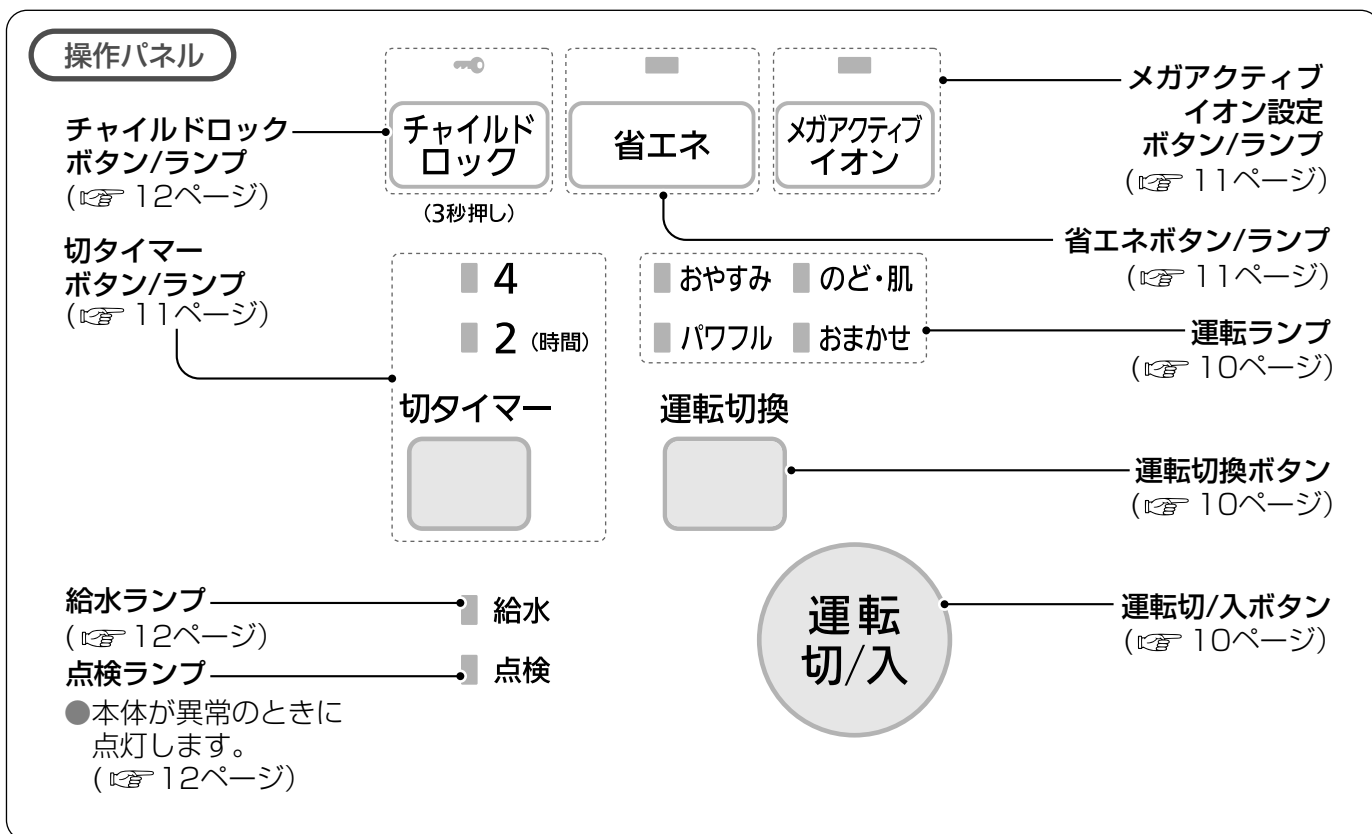 操作パネル
チャイルドロック
ボタン/ランプ
(☞ 12ページ)
切タイマー
ボタン/ランプ
(☞ 11ページ)
チャイルド
ロック
(3秒押し)
省エネ
メガアクティブ
イオン
メガアクティブ
イオン設定
ボタン/ランプ
(☞ 11ページ)
省エネボタン/ランプ
(☞ 11ページ)
4
2 (時間)
切タイマー
おやすみ のど・肌
パワフル おまかせ
運転ランプ
(☞ 10ページ)
運転切換
運転切換ボタン
(☞ 10ページ)
給水ランプ
(☞ 12ページ)
給水
点検ランプ
点検
●本体が異常のときに
点灯します。
(☞ 12ページ)
運転
切/入
運転切/入ボタン
(☞ 10ページ)